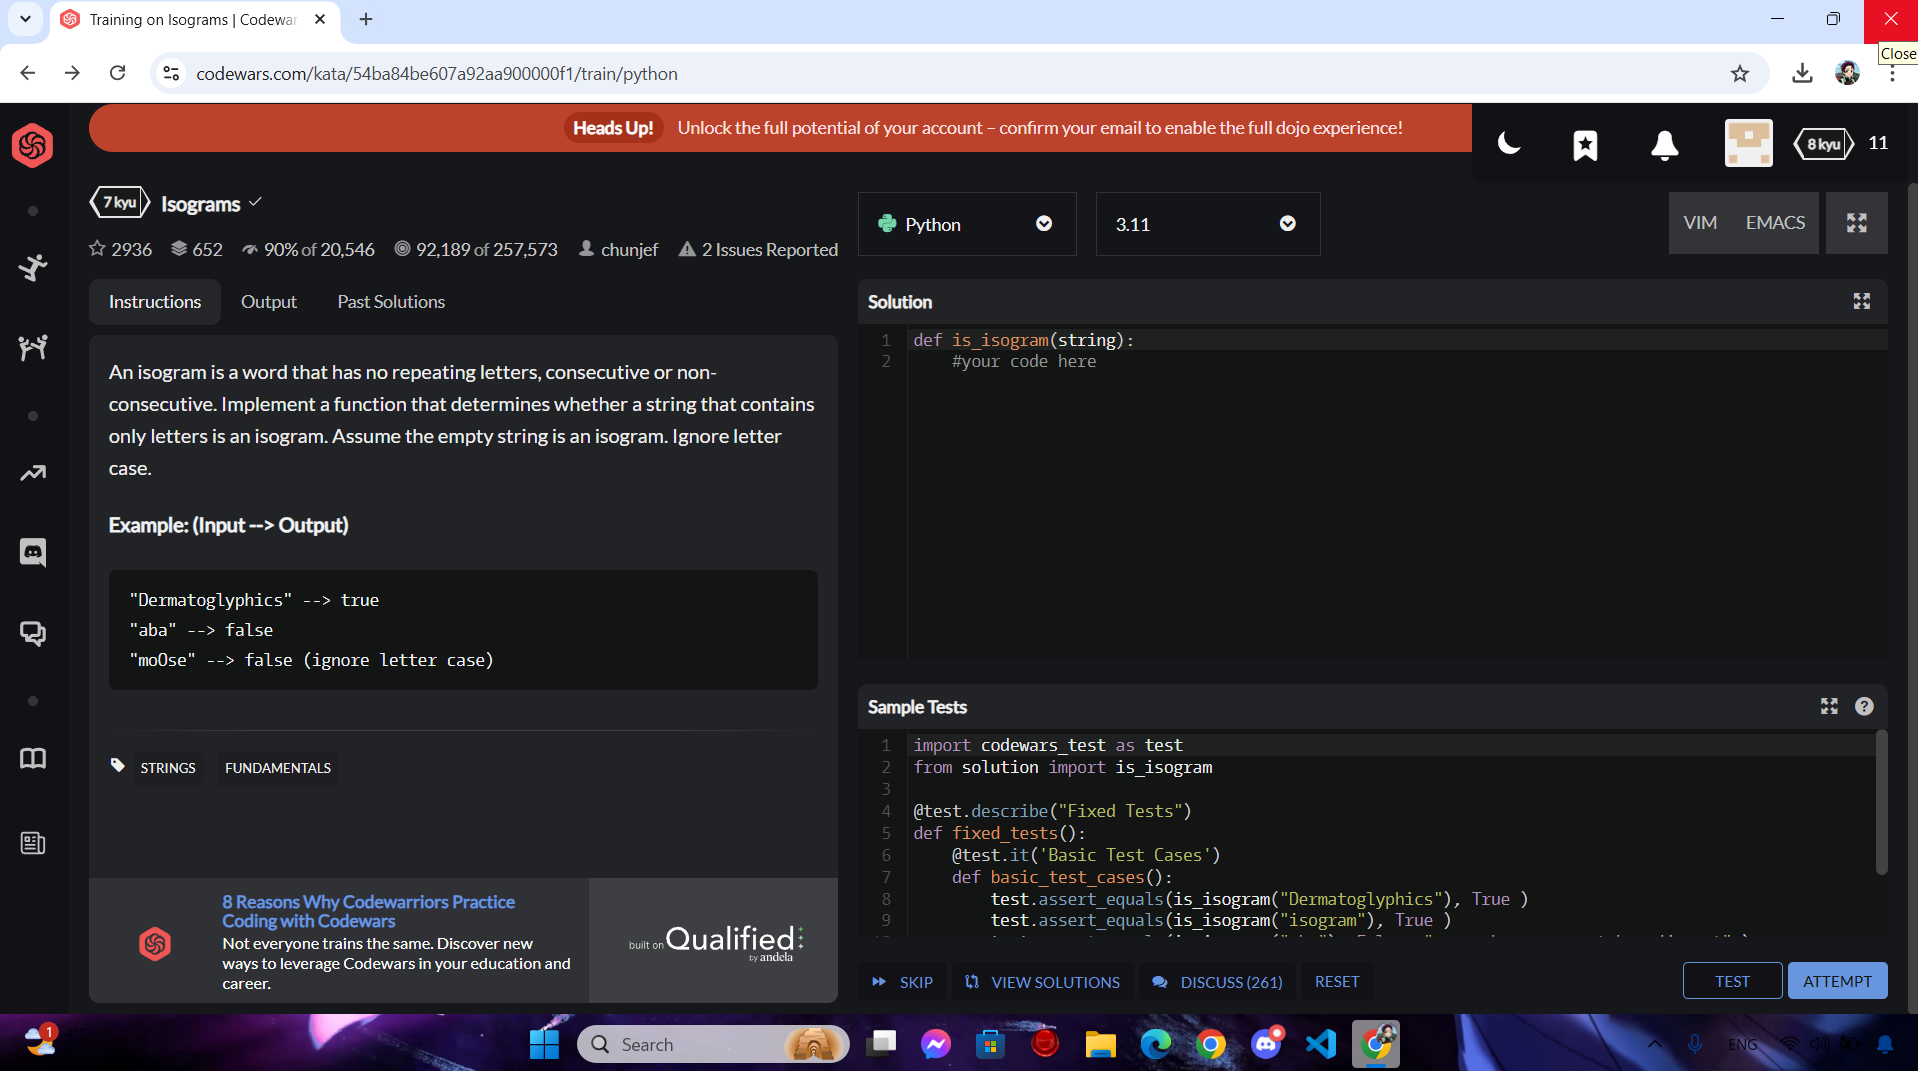 Training on Isograms | Codewar
Close
codewars.com/kata/54ba84be607a92aa900000f1/train/python
Heads Up! Unlock the full potential of your account – confirm your email to enable the full dojo experience!
8 kyu 11
7 kyu Isograms
2936 652 90% of 20,546 92,189 of 257,573 chunjef 2 Issues Reported
Instructions Output Past Solutions
An isogram is a word that has no repeating letters, consecutive or non-
consecutive. Implement a function that determines whether a string that contains
only letters is an isogram. Assume the empty string is an isogram. Ignore letter
case.
Example: (Input --> Output)
"Dermatoglyphics" --> true
"aba" --> false
"moOse" --> false (ignore letter case)
STRINGS FUNDAMENTALS
8 Reasons Why Codewarriors Practice
Coding with Codewars
Not everyone trains the same. Discover new
ways to leverage Codewars in your education and
career.
built on Qualified
by andela
Python 3.11 VIM EMACS
Solution
1 def is_isogram(string):
2 #your code here
Sample Tests
1 import codewars_test as test
2 from solution import is_isogram
3
4 @test.describe("Fixed Tests")
5 def fixed_tests():
6 @test.it('Basic Test Cases')
7 def basic_test_cases():
8 test.assert_equals(is_isogram("Dermatoglyphics"), True )
9 test.assert_equals(is_isogram("isogram"), True )
SKIP VIEW SOLUTIONS DISCUSS (261) RESET TEST ATTEMPT
1
Search
ENG